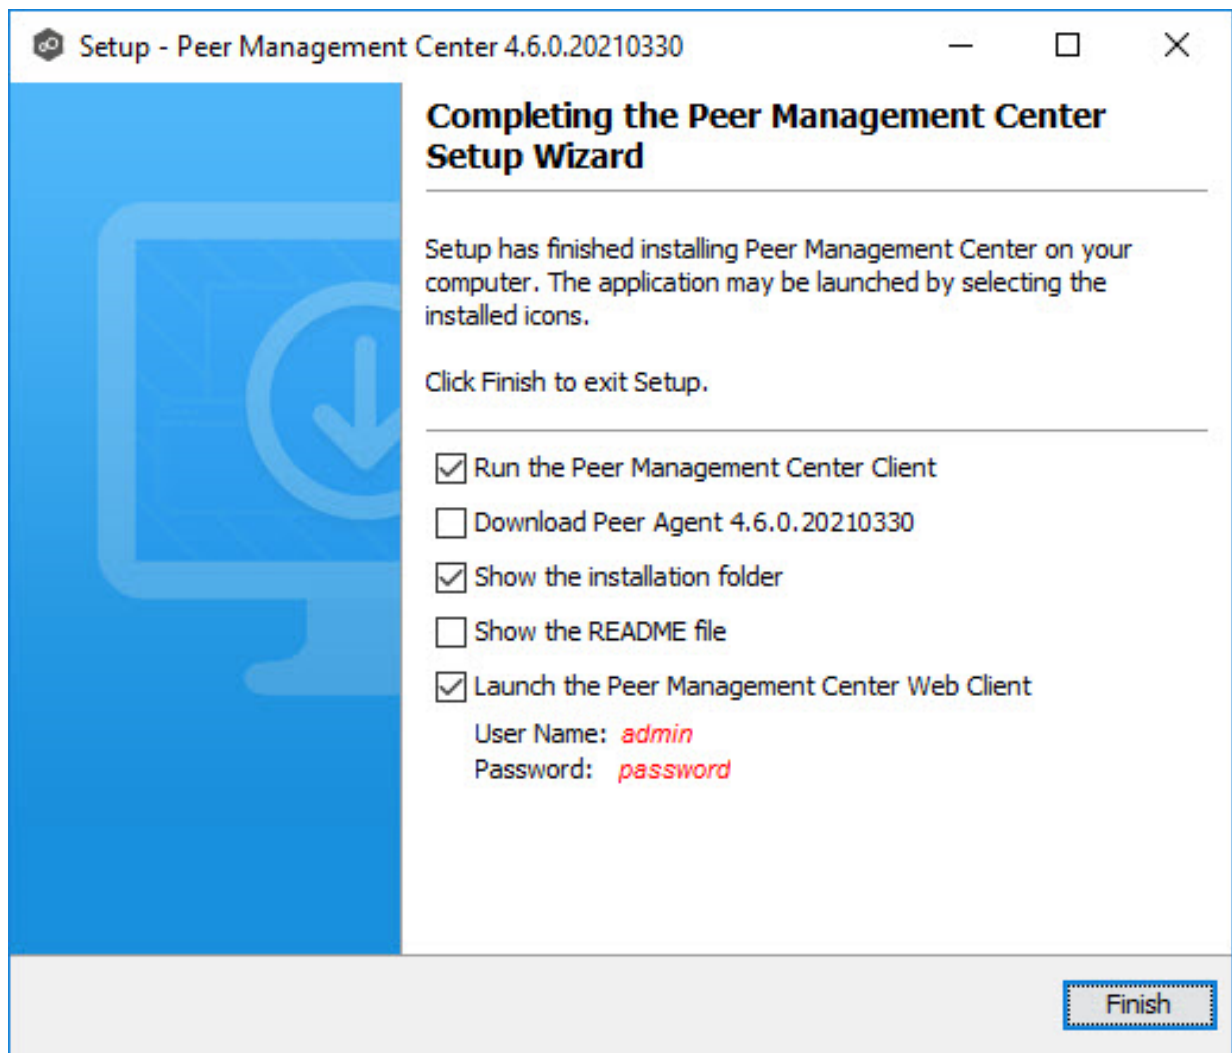 Setup - Peer Management Center 4.6.0.20210330
Completing the Peer Management Center
Setup Wizard
Setup has finished installing Peer Management Center on your
computer. The application may be launched by selecting the
installed icons.
Click Finish to exit Setup.
Run the Peer Management Center Client
Download Peer Agent 4.6.0.20210330
Show the installation folder
Show the README file
Launch the Peer Management Center Web Client
User Name: admin
Password: password
Finish